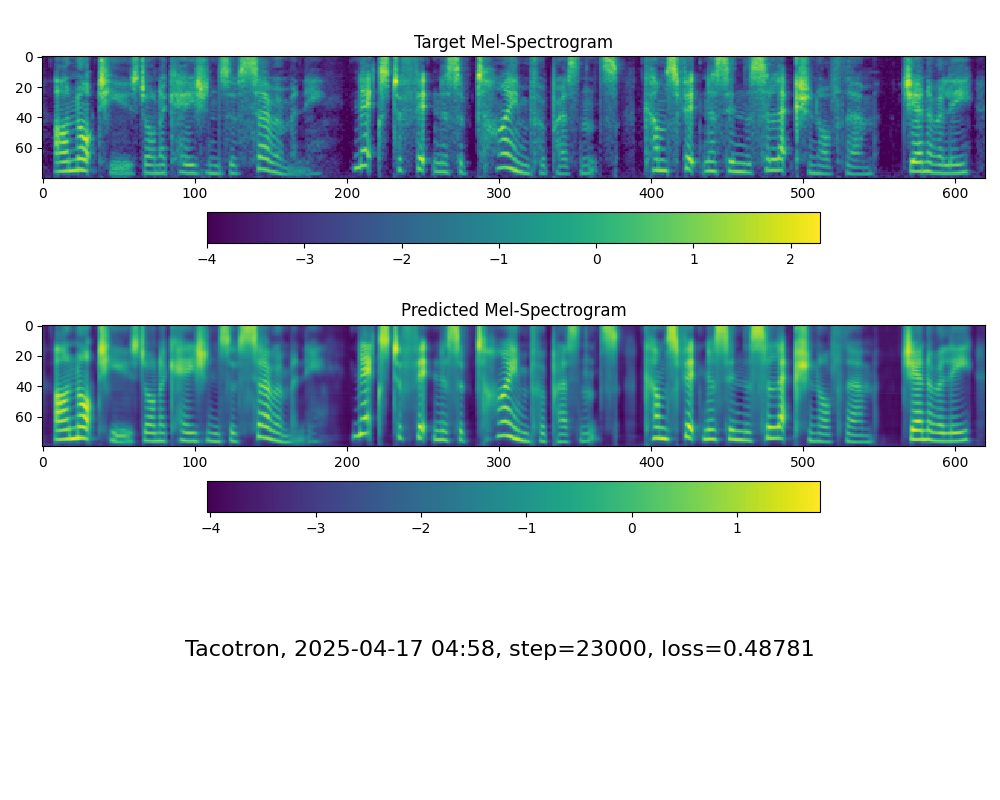 Target Mel-Spectrogram
0
20
40
60
0 100 200 300 400 500 600
−4 −3 −2 −1 0 1 2
Predicted Mel-Spectrogram
0
20
40
60
0 100 200 300 400 500 600
−4 −3 −2 −1 0 1
Tacotron, 2025-04-17 04:58, step=23000, loss=0.48781